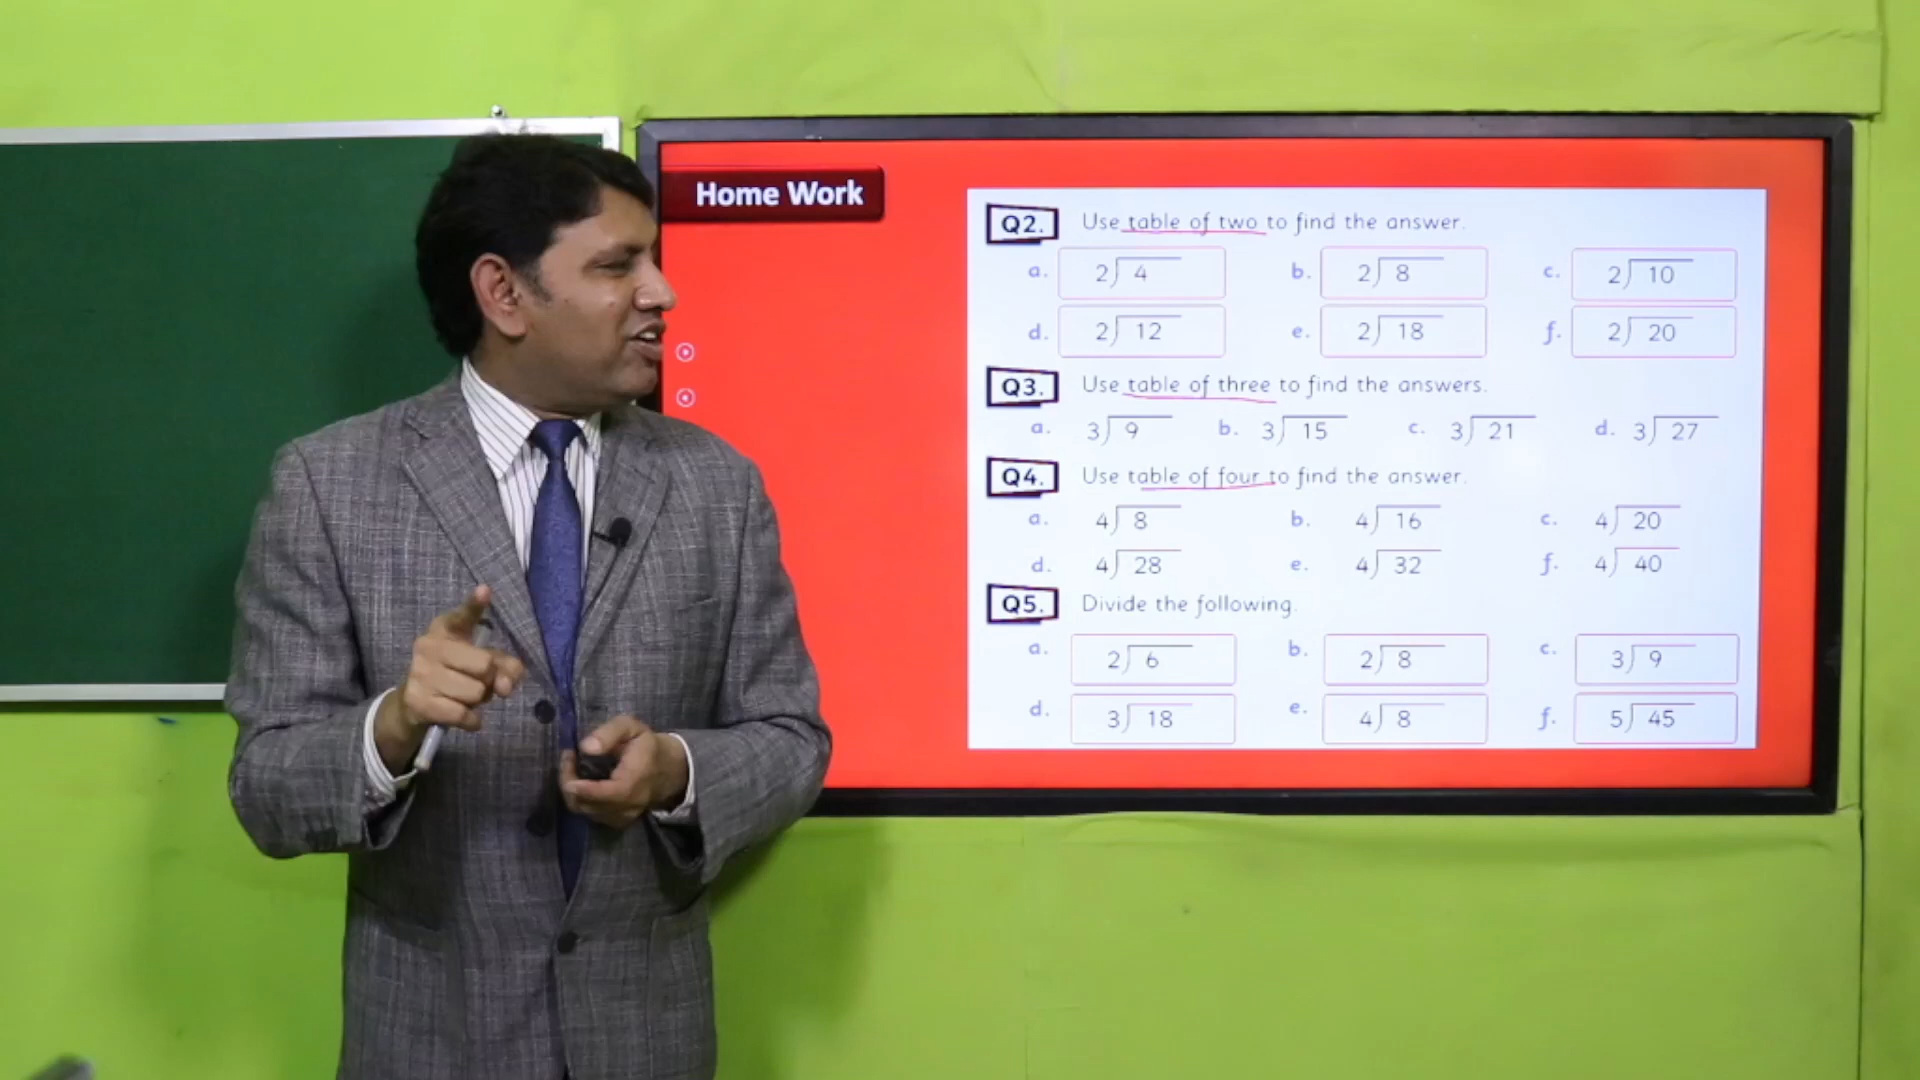 Home Work
Q2. Use table of two to find the answer.
a. 2)4 b. 2)8 c. 2)10
d. 2)12 e. 2)18 f. 2)20
Q3. Use table of three to find the answers.
a. 3)9 b. 3)15 c. 3)21 d. 3)27
Q4. Use table of four to find the answer.
a. 4)8 b. 4)16 c. 4)20
d. 4)28 e. 4)32 f. 4)40
Q5. Divide the following.
a. 2)6 b. 2)8 c. 3)9
d. 3)18 e. 4)8 f. 5)45